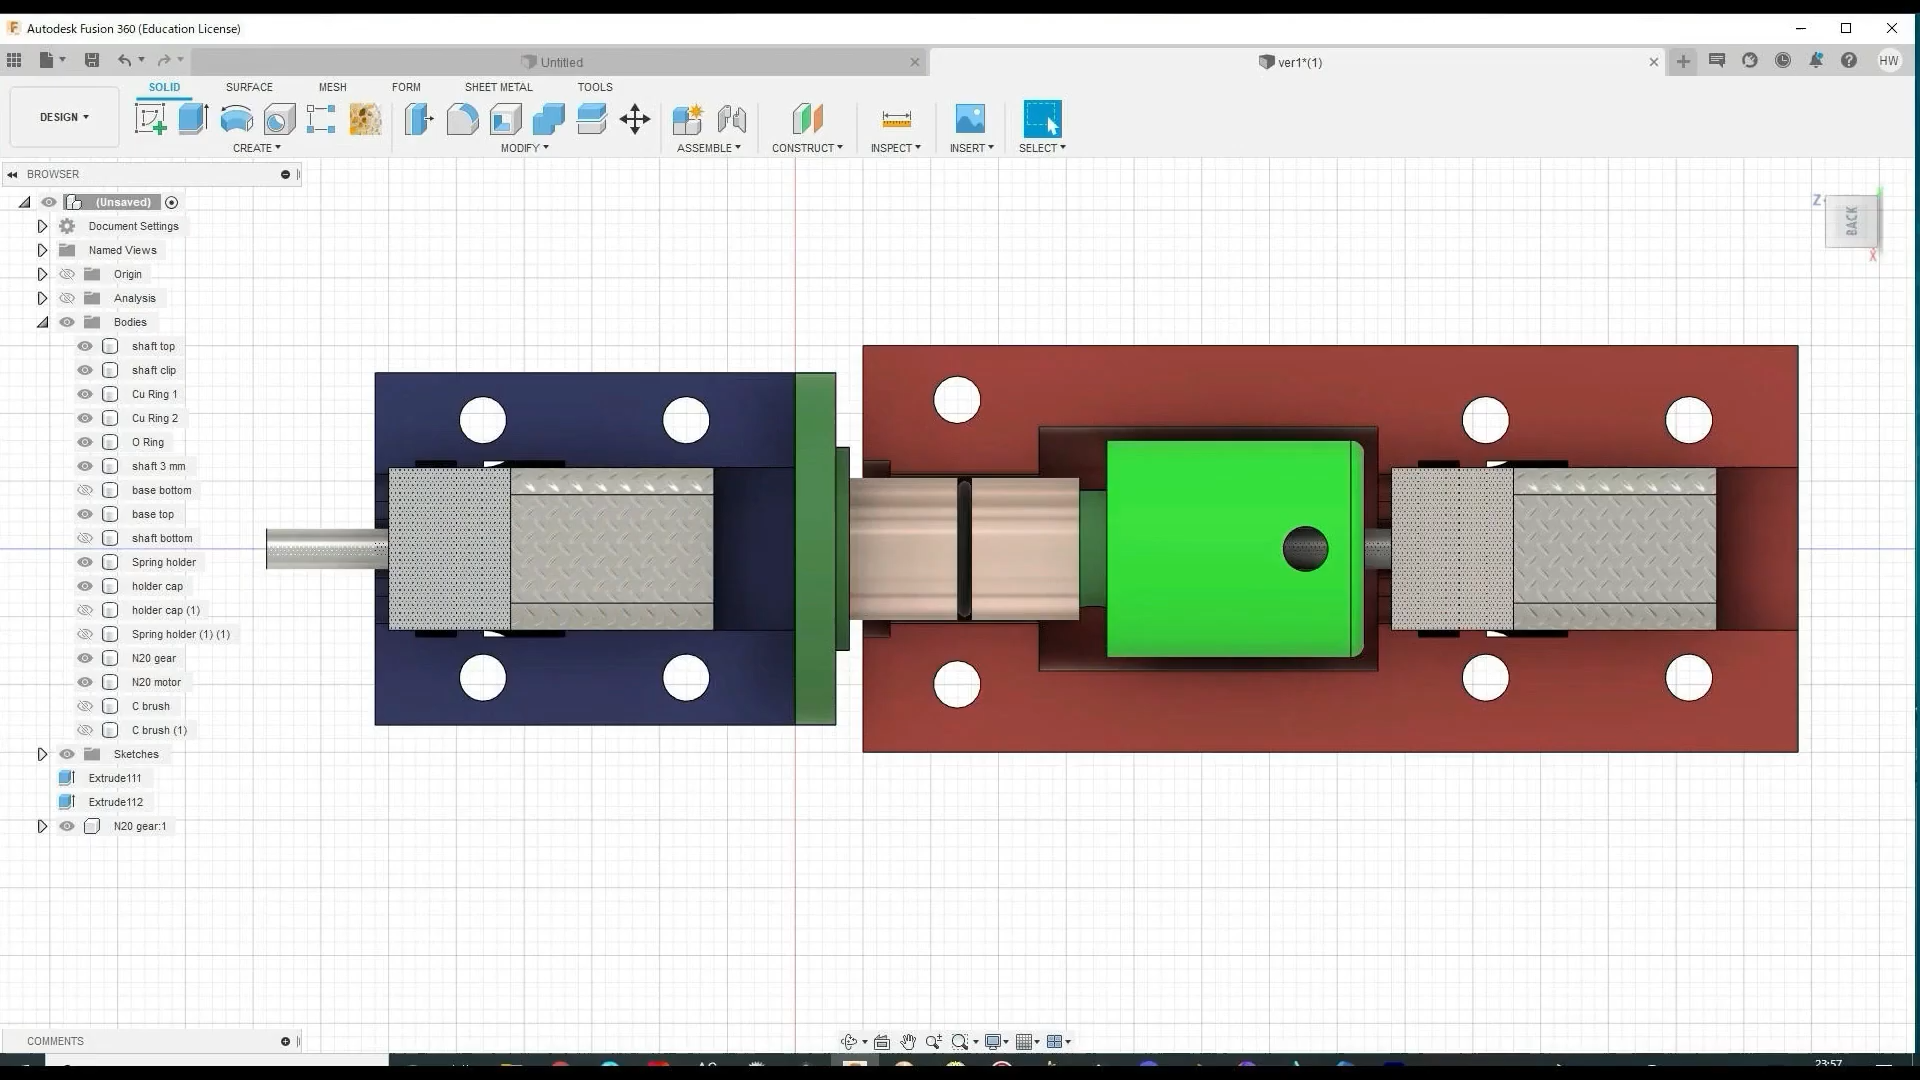 Autodesk Fusion 360 (Education License)
Untitled
ver1*(1)
HW
SOLID SURFACE MESH FORM SHEET METAL TOOLS
DESIGN
CREATE MODIFY ASSEMBLE CONSTRUCT INSPECT INSERT SELECT
BROWSER
(Unsaved)
Document Settings
Named Views
Origin
Analysis
Bodies
shaft top
shaft clip
Cu Ring 1
Cu Ring 2
O Ring
shaft 3 mm
base bottom
base top
shaft bottom
Spring holder
holder cap
holder cap (1)
Spring holder (1) (1)
N20 gear
N20 motor
C brush
C brush (1)
Sketches
Extrude111
Extrude112
N20 gear:1
Z
BACK
X
COMMENTS
23:57